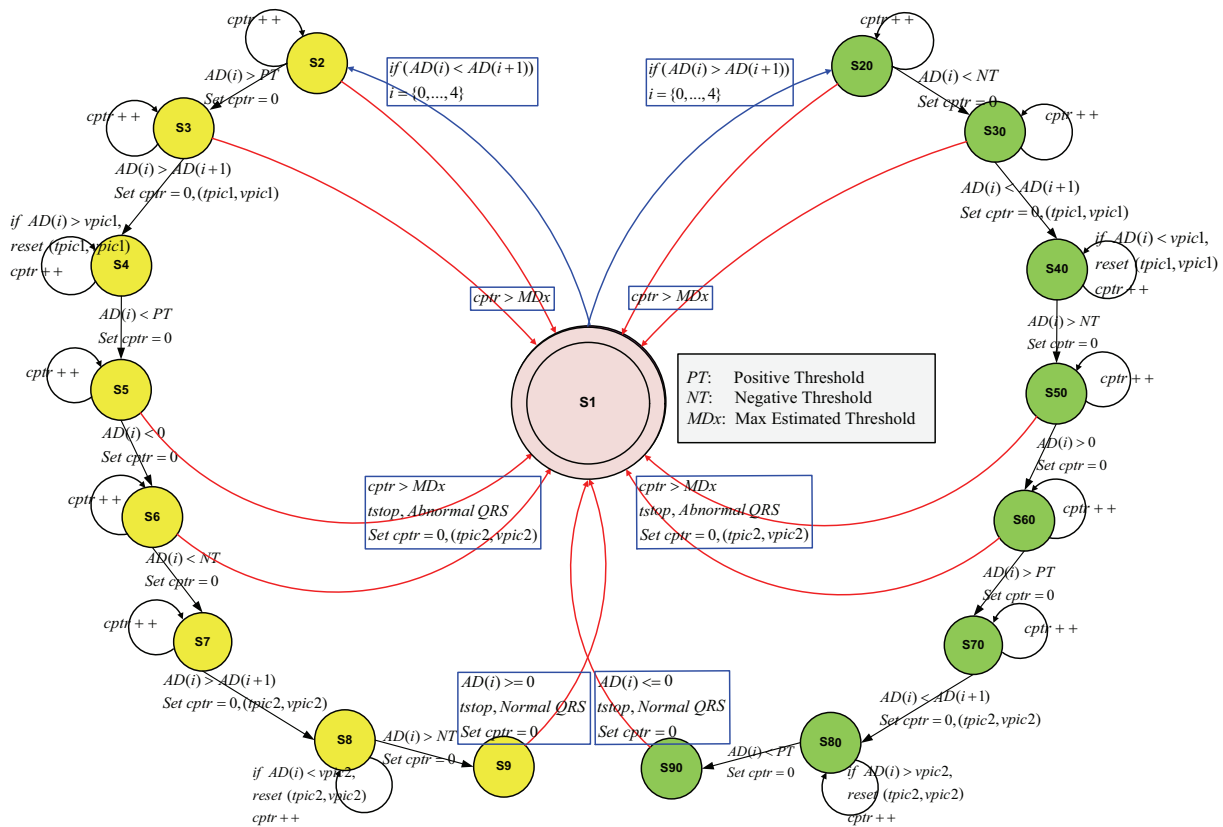 cptr + +
S2
AD(i) > PT
Set cptr = 0
if (AD(i) < AD(i+1))
i = {0,..., 4}
cptr + +
S3
AD(i) > AD(i+1)
Set cptr = 0,(tpic1,vpic1)
if AD(i) > vpic1,
reset (tpic1,vpic1)
cptr + +
S4
AD(i) < PT
Set cptr = 0
cptr > MDx
cptr + +
S5
AD(i) < 0
Set cptr = 0
cptr + +
S6
AD(i) < NT
Set cptr = 0
cptr > MDx
tstop, Abnormal QRS
Set cptr = 0,(tpic2,vpic2)
cptr + +
S7
AD(i) > AD(i+1)
Set cptr = 0,(tpic2,vpic2)
S8
if AD(i) < vpic2,
reset (tpic2,vpic2)
cptr + +
AD(i) > NT
Set cptr = 0
S9
AD(i) >= 0
tstop, Normal QRS
Set cptr = 0
S1
cptr + +
S20
if (AD(i) > AD(i+1))
i = {0,..., 4}
AD(i) < NT
Set cptr = 0
S30
cptr + +
AD(i) < AD(i+1)
Set cptr = 0,(tpic1,vpic1)
S40
if AD(i) < vpic1,
reset (tpic1,vpic1)
cptr + +
AD(i) > NT
Set cptr = 0
cptr > MDx
PT: Positive Threshold
NT: Negative Threshold
MDx: Max Estimated Threshold
S50
cptr + +
AD(i) > 0
Set cptr = 0
S60
cptr + +
AD(i) > PT
Set cptr = 0
cptr > MDx
tstop, Abnormal QRS
Set cptr = 0,(tpic2,vpic2)
S70
cptr + +
AD(i) < AD(i+1)
Set cptr = 0,(tpic2,vpic2)
S80
if AD(i) > vpic2,
reset (tpic2,vpic2)
cptr + +
AD(i) < PT
Set cptr = 0
S90
AD(i) <= 0
tstop, Normal QRS
Set cptr = 0